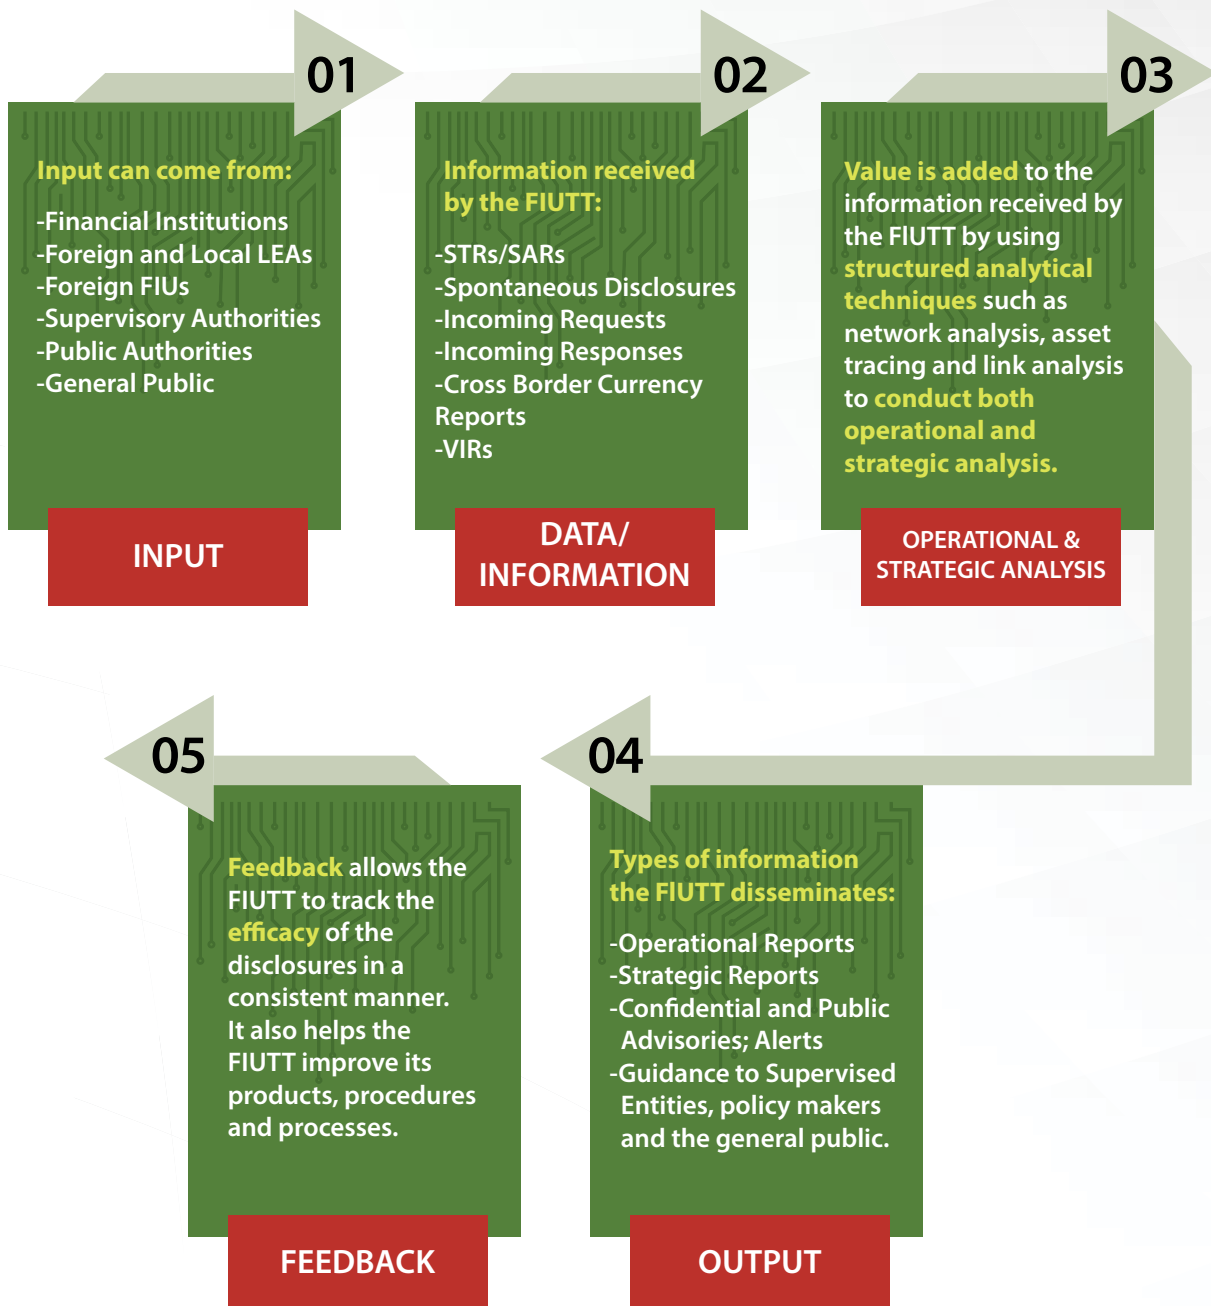 01
Input can come from:
-Financial Institutions
-Foreign and Local LEAs
-Foreign FIUs
-Supervisory Authorities
-Public Authorities
-General Public
INPUT
02
Information received
by the FIUTT:
-STRs/SARs
-Spontaneous Disclosures
-Incoming Requests
-Incoming Responses
-Cross Border Currency
Reports
-VIRs
DATA/
INFORMATION
03
Value is added to the
information received by
the FIUTT by using
structured analytical
techniques such as
network analysis, asset
tracing and link analysis
to conduct both
operational and
strategic analysis.
OPERATIONAL &
STRATEGIC ANALYSIS
04
Types of information
the FIUTT disseminates:
-Operational Reports
-Strategic Reports
-Confidential and Public
Advisories; Alerts
-Guidance to Supervised
Entities, policy makers
and the general public.
OUTPUT
05
Feedback allows the
FIUTT to track the
efficacy of the
disclosures in a
consistent manner.
It also helps the
FIUTT improve its
products, procedures
and processes.
FEEDBACK